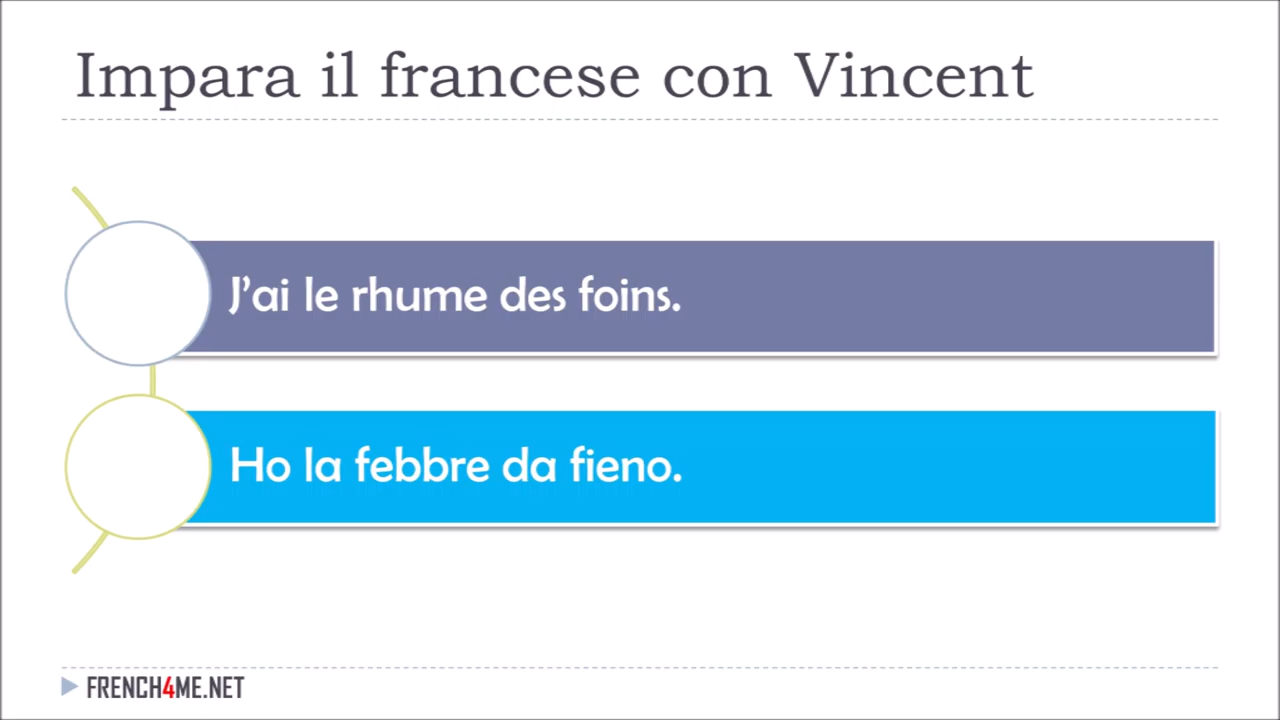 Impara il francese con Vincent
J’ai le rhume des foins.
Ho la febbre da fieno.
FRENCH4ME.NET